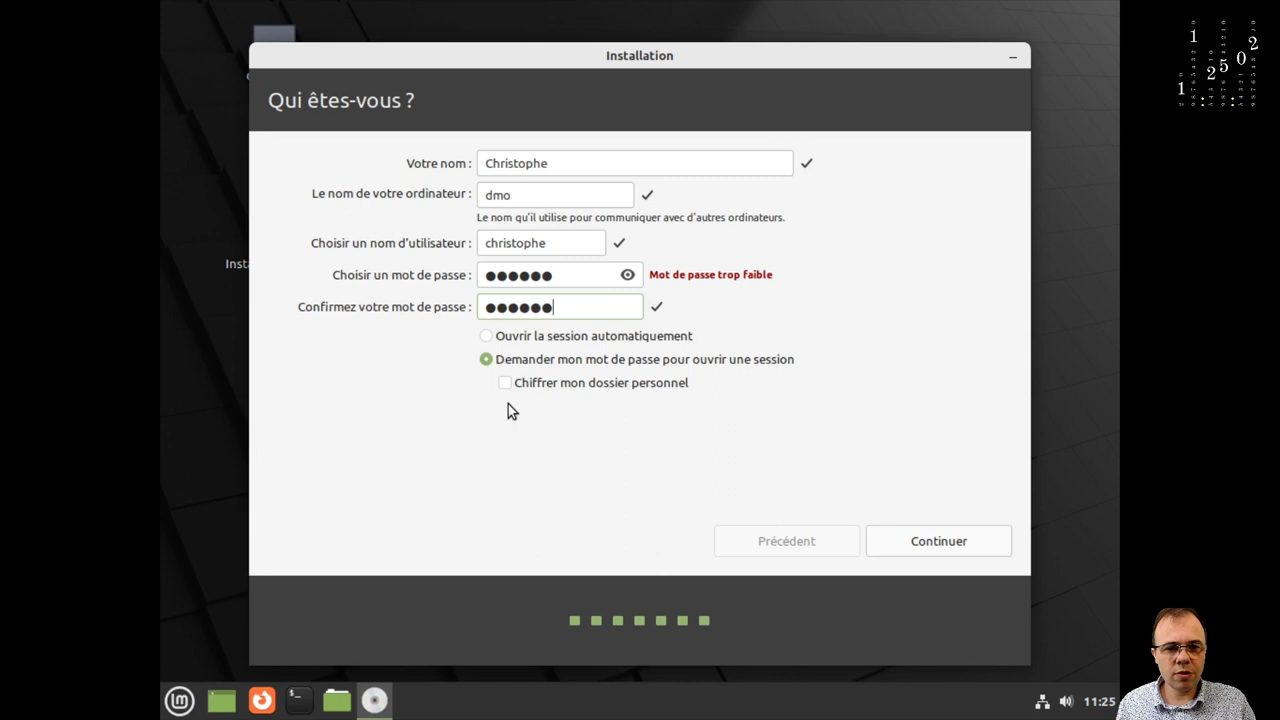 Installation
Qui êtes-vous ?
Votre nom :
Christophe
Le nom de votre ordinateur :
dmo
Le nom qu'il utilise pour communiquer avec d'autres ordinateurs.
Choisir un nom d'utilisateur :
christophe
Choisir un mot de passe :
●●●●●●
Mot de passe trop faible
Confirmez votre mot de passe :
●●●●●●
Ouvrir la session automatiquement
Demander mon mot de passe pour ouvrir une session
Chiffrer mon dossier personnel
Insta
Précédent
Continuer
11:25